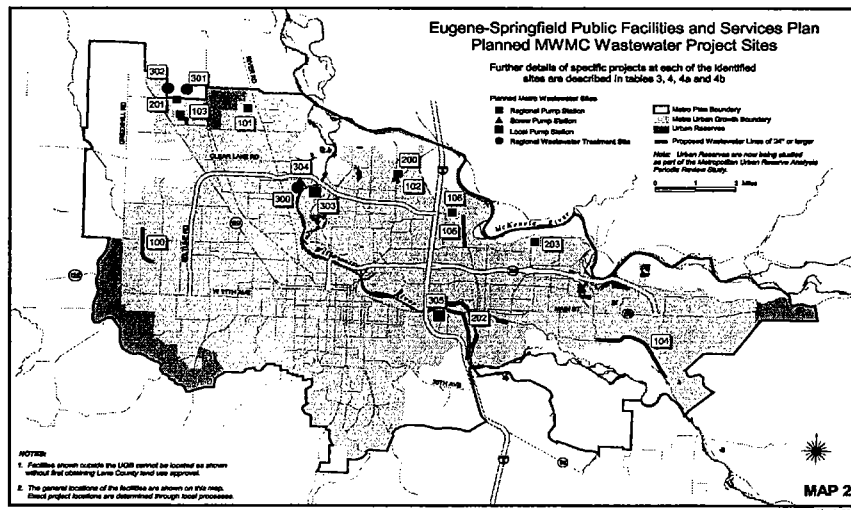 Eugene-Springfield Public Facilities and Services Plan
Planned MWMC Wastewater Project Sites
Further details of specific projects at each of the identified
sites are described in tables 3, 4, 4a and 4b
Planned Metro Wastewater Sites
Regional Pump Station
Screw Pump Station
Local Pump Station
Regional Wastewater Treatment Site
Metro Plan Boundary
Metro Urban Growth Boundary
Urban Reserves
Proposed Wastewater Lines of 24" or larger
Note: Urban Reserves are now being studied
as part of the Metropolitan Urban Reserve Analysis
Periodic Review Study.
0 1 2 Miles
302
301
201
103
101
GREENHILL RD
CLEAR LAKE RD
304
200
102
300
303
106
105
McKenzie River
203
100
W 11TH AVE
305
202
MAIN ST
104
30TH AVE
NOTES:
1. Facilities shown outside the UGB cannot be located as shown
without first obtaining Lane County land use approval.
2. The general locations of the facilities are shown on this map.
Exact project locations are determined through local processes.
MAP 2